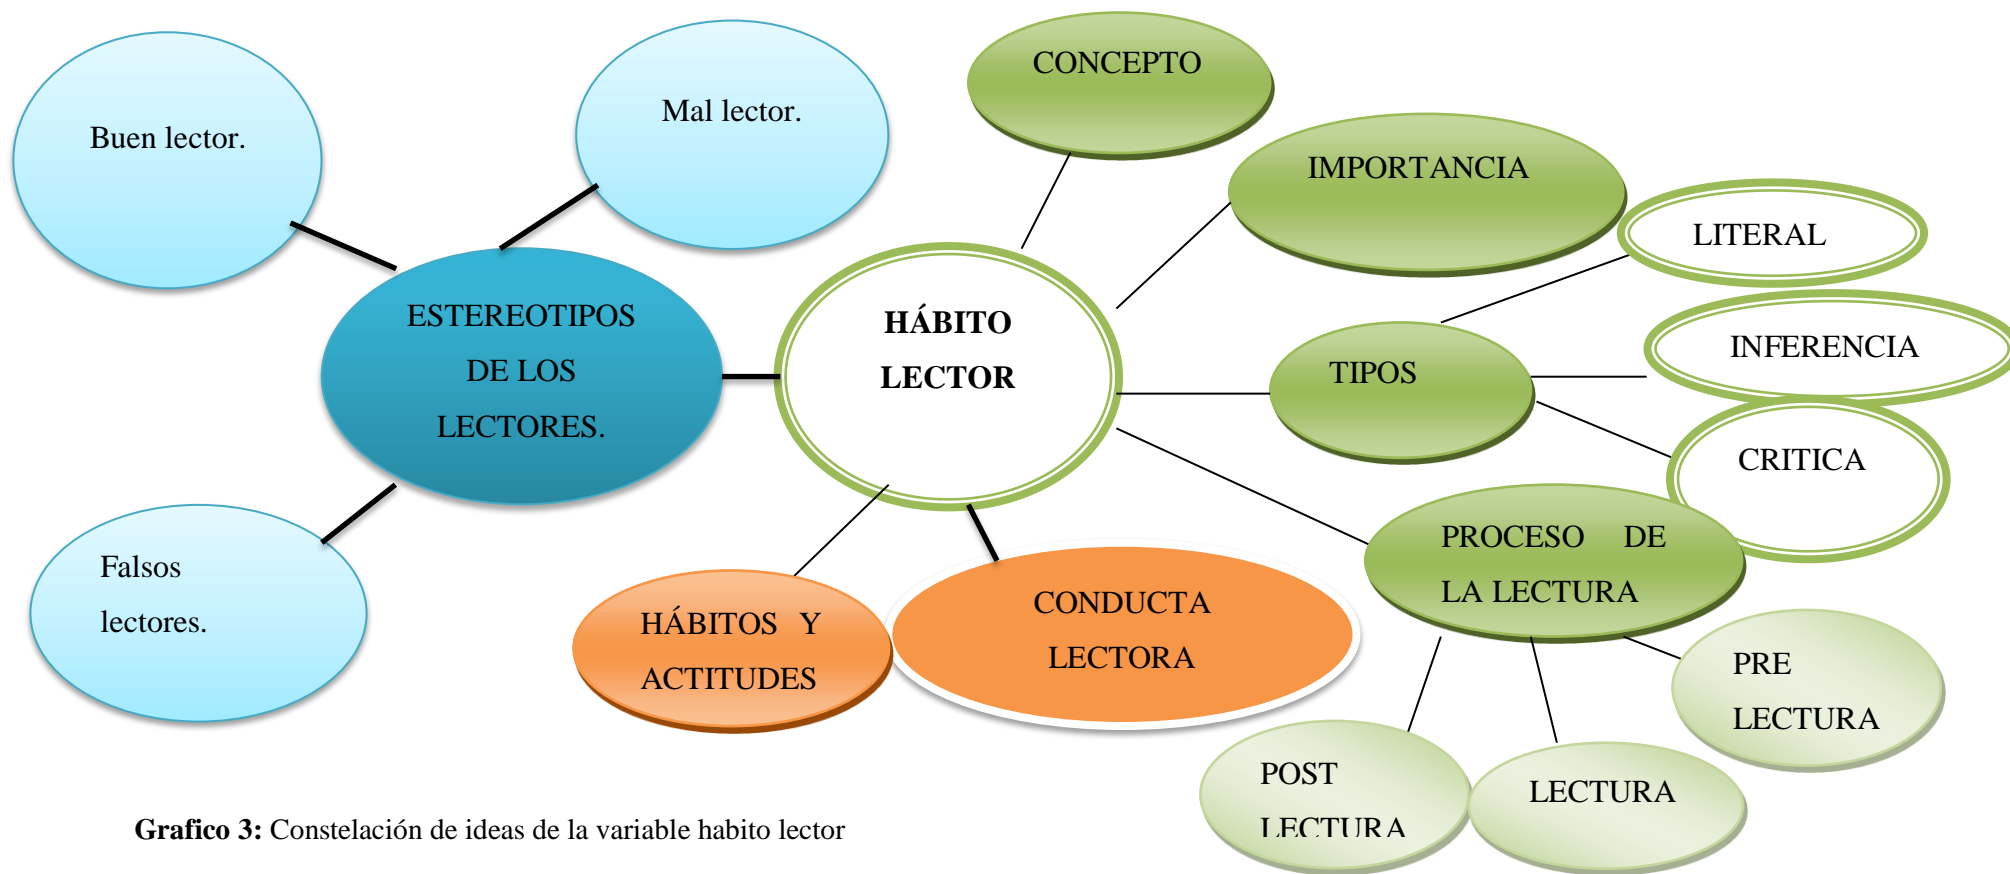 Buen lector.
Mal lector.
ESTEREOTIPOS
DE LOS
LECTORES.
Falsos
lectores.
HÁBITO
LECTOR
CONCEPTO
IMPORTANCIA
TIPOS
LITERAL
INFERENCIA
CRITICA
PROCESO DE
LA LECTURA
PRE
LECTURA
LECTURA
POST
LECTURA
CONDUCTA
LECTORA
HÁBITOS Y
ACTITUDES
Grafico 3: Constelación de ideas de la variable habito lector